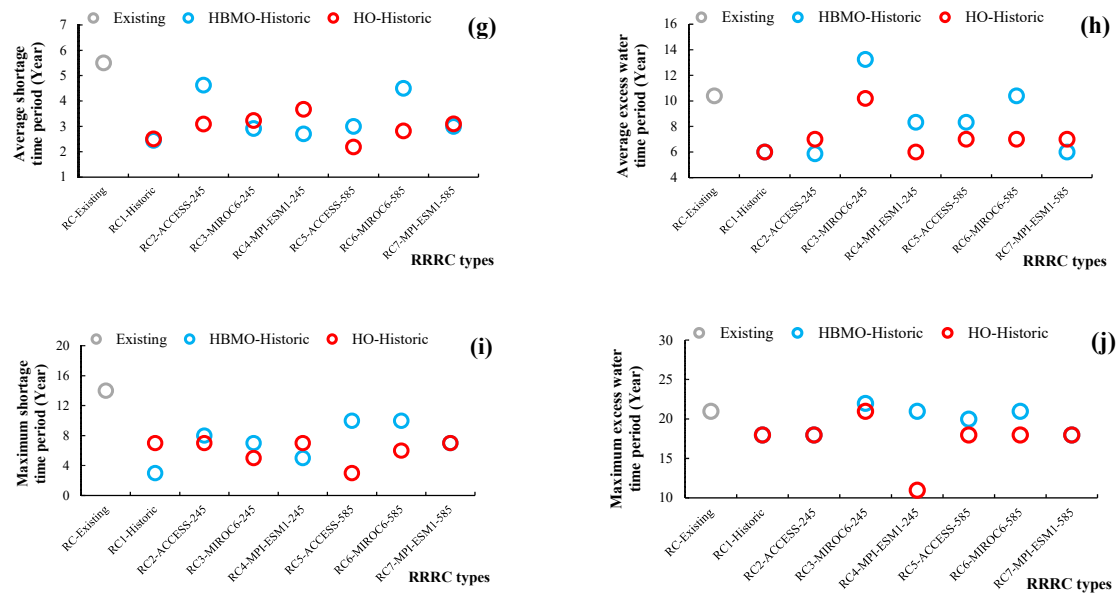 Existing HBMO-Historic HO-Historic
(g)
Average shortage
time period (Year)
7
6
5
4
3
2
1
RC-Existing
RC1-Historic
RC2-ACCESS-245
RC3-MIROC6-245
RC4-MPI-ESM1-245
RC5-ACCESS-585
RC6-MIROC6-585
RC7-MPI-ESM1-585
RRRC types
Existing HBMO-Historic HO-Historic
(h)
Average excess water
time period (Year)
16
14
12
10
8
6
4
RC-Existing
RC1-Historic
RC2-ACCESS-245
RC3-MIROC6-245
RC4-MPI-ESM1-245
RC5-ACCESS-585
RC6-MIROC6-585
RC7-MPI-ESM1-585
RRRC types
Existing HBMO-Historic HO-Historic
(i)
Maximum shortage
time period (Year)
20
16
12
8
4
0
RC-Existing
RC1-Historic
RC2-ACCESS-245
RC3-MIROC6-245
RC4-MPI-ESM1-245
RC5-ACCESS-585
RC6-MIROC6-585
RC7-MPI-ESM1-585
RRRC types
Existing HBMO-Historic HO-Historic
(j)
Maximum excess water
time period (Year)
30
25
20
15
10
RC-Existing
RC1-Historic
RC2-ACCESS-245
RC3-MIROC6-245
RC4-MPI-ESM1-245
RC5-ACCESS-585
RC6-MIROC6-585
RC7-MPI-ESM1-585
RRRC types